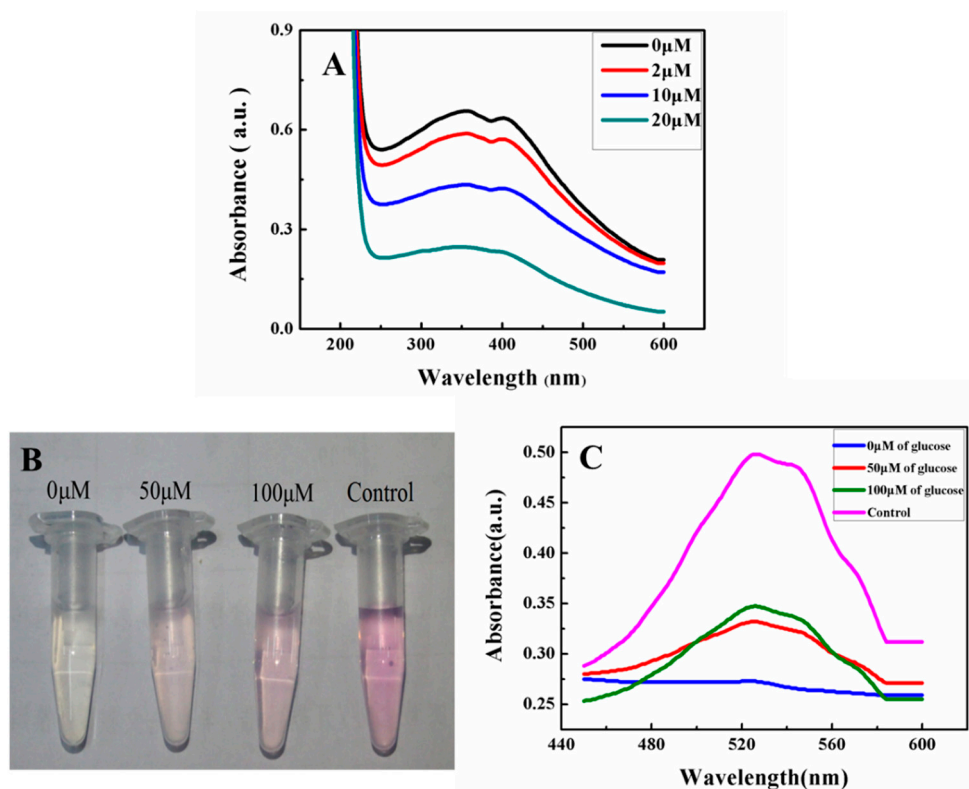 A
0μM
2μM
10μM
20μM
0.9
0.6
0.3
0.0
Absorbance ( a.u. )
200 300 400 500 600
Wavelength (nm)
B
0μM 50μM 100μM Control
C
0μM of glucose
50μM of glucose
100μM of glucose
Control
0.50
0.45
0.40
0.35
0.30
0.25
Absorbance(a.u.)
440 480 520 560 600
Wavelength(nm)